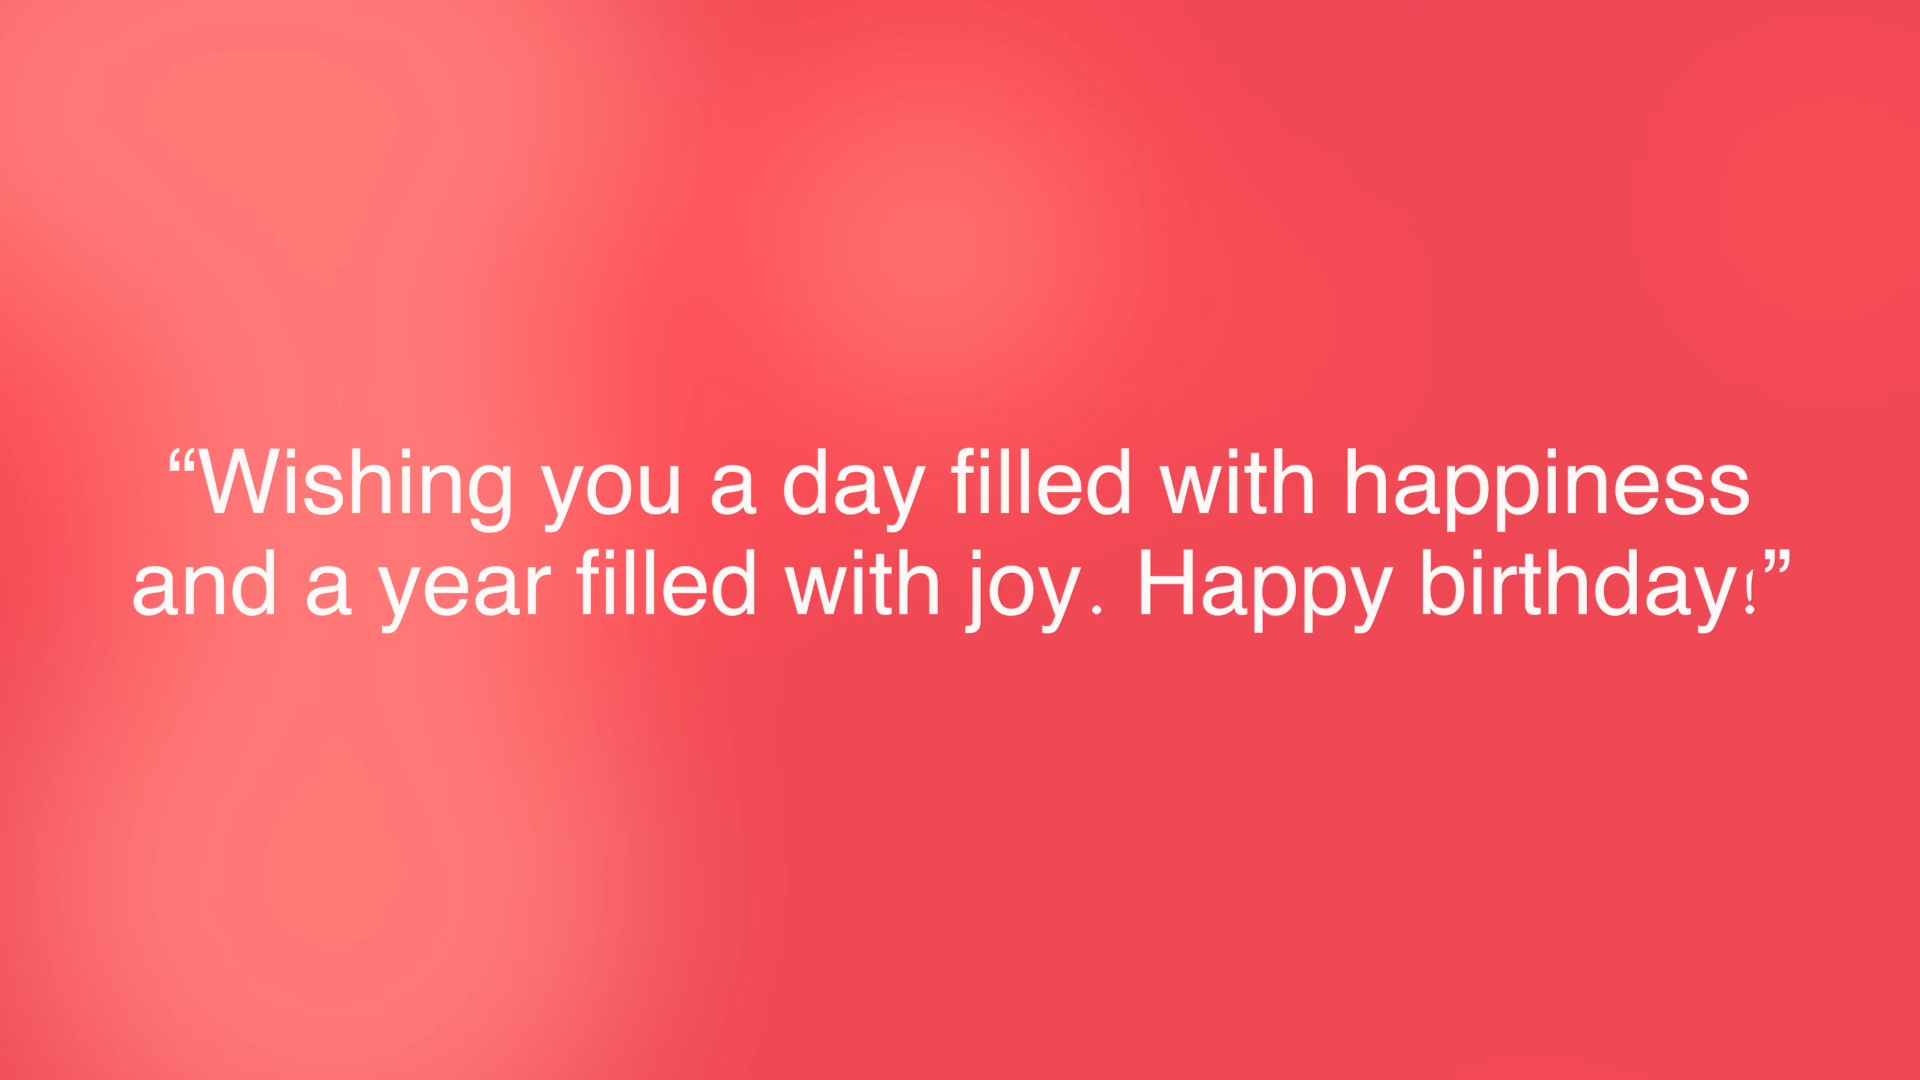 “Wishing you a day filled with happiness
and a year filled with joy. Happy birthday!”